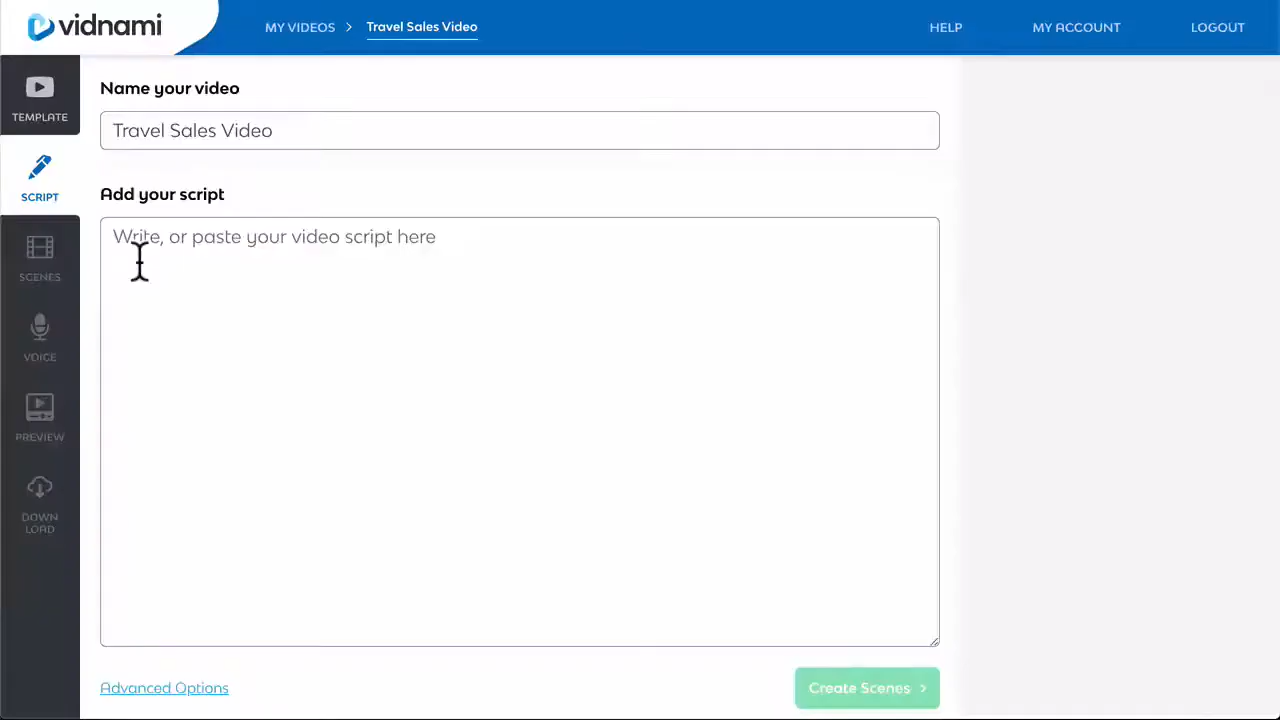 vidnami
MY VIDEOS > Travel Sales Video
HELP
MY ACCOUNT
LOGOUT
TEMPLATE
SCRIPT
SCENES
VOICE
PREVIEW
DOWN
LOAD
Name your video
Travel Sales Video
Add your script
Write, or paste your video script here
Advanced Options
Create Scenes >